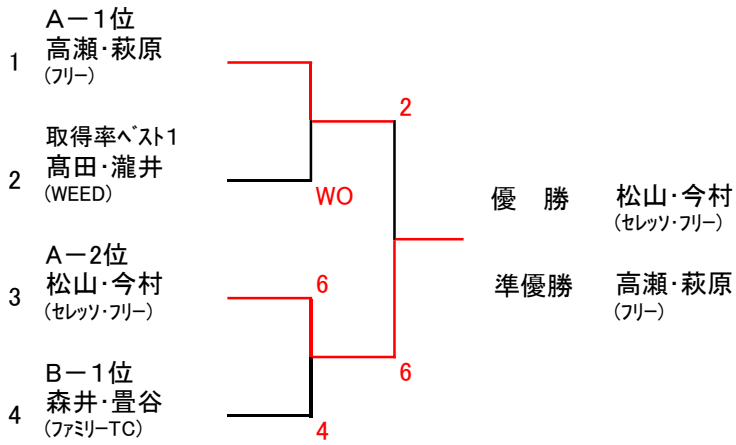 A－1位
1 高瀬・萩原
(フリー)
2
取得率ベスト1
2 髙田・瀧井
(WEED)
WO
優　勝 松山・今村
(セレッソ・フリー)
A－2位
3 松山・今村
(セレッソ・フリー)
6
準優勝 高瀬・萩原
(フリー)
B－1位
4 森井・畳谷
(ファミリーTC)
6
4